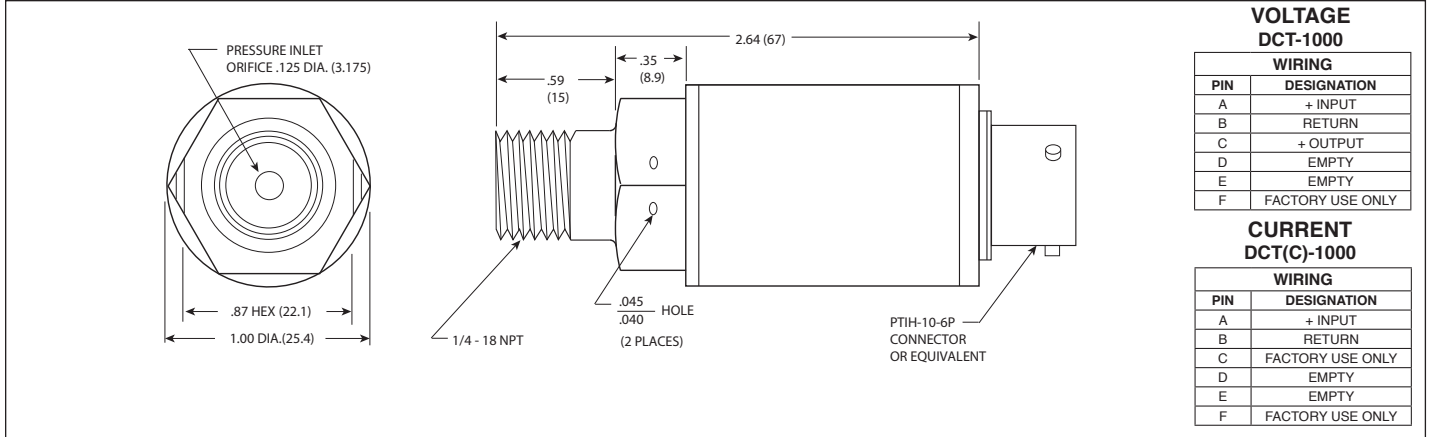 PRESSURE INLET
ORIFICE .125 DIA. (3.175)
.87 HEX (22.1)
1.00 DIA.(25.4)
2.64 (67)
.35
(8.9)
.59
(15)
1/4 - 18 NPT
.045
.040
HOLE
(2 PLACES)
PTIH-10-6P
CONNECTOR
OR EQUIVALENT
VOLTAGE
DCT-1000
WIRING
PIN DESIGNATION
A + INPUT
B RETURN
C + OUTPUT
D EMPTY
E EMPTY
F FACTORY USE ONLY
CURRENT
DCT(C)-1000
WIRING
PIN DESIGNATION
A + INPUT
B RETURN
C FACTORY USE ONLY
D EMPTY
E EMPTY
F FACTORY USE ONLY